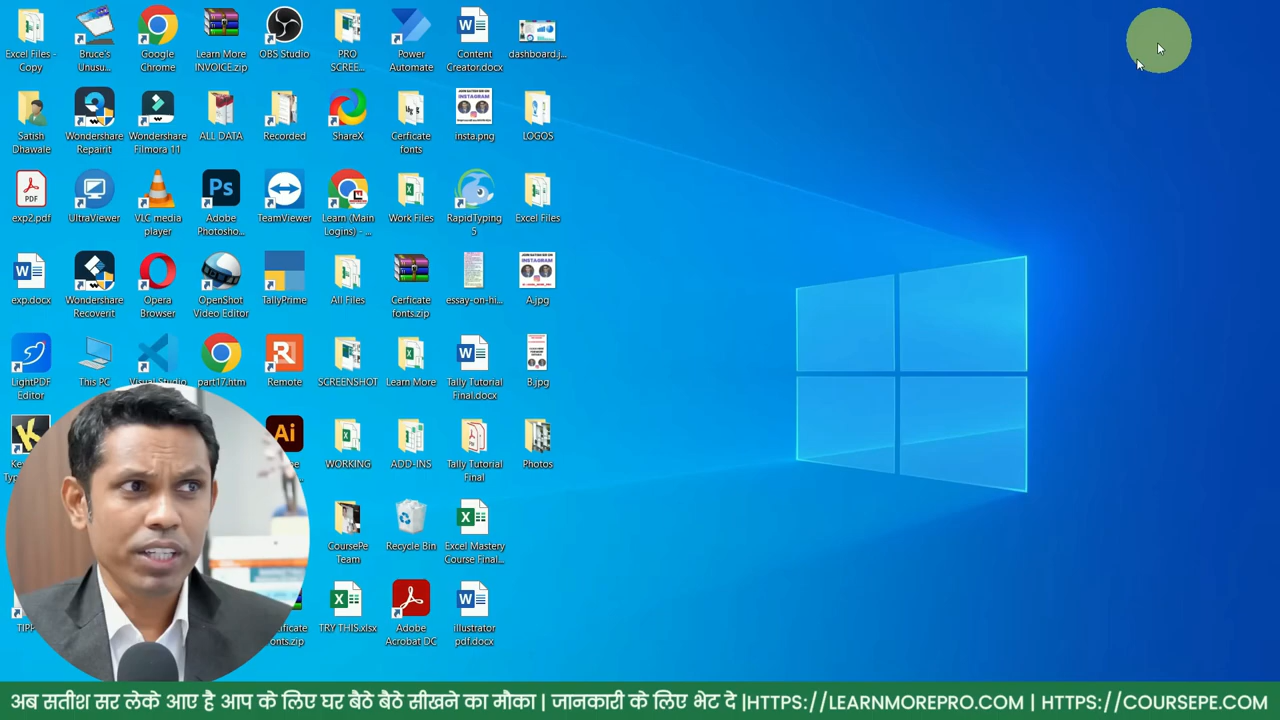 Excel Files - Copy
Bruce's Unusu...
Google Chrome
Learn More INVOICE.zip
OBS Studio
PRO SCREE...
Power Automate
Content Creator.docx
dashboard.j...
Satish Dhawale
Wondershare Repairit
Wondershare Filmora 11
ALL DATA
Recorded
ShareX
Cerficate fonts
insta.png
LOGOS
exp2.pdf
UltraViewer
VLC media player
Adobe Photosho...
TeamViewer
Learn (Main Logins) - ...
Work Files
RapidTyping 5
Excel Files
exp.docx
Wondershare Recoverit
Opera Browser
OpenShot Video Editor
TallyPrime
All Files
Cerficate fonts.zip
essay-on-hi...
A.jpg
LightPDF Editor
This PC
Visual Studio
part17.htm
Remote
SCREENSHOT
Learn More
Tally Tutorial Final.docx
B.jpg
WORKING
ADD-INS
Tally Tutorial Final
Photos
CoursePe Team
Recycle Bin
Excel Mastery Course Final...
TRY THIS.xlsx
Adobe Acrobat DC
illustrator pdf.docx
अब सतीश सर लेके आए है आप के लिए घर बैठे बैठे सीखने का मौका | जानकारी के लिए भेट दे |HTTPS://LEARNMOREPRO.COM | HTTPS://COURSEPE.COM